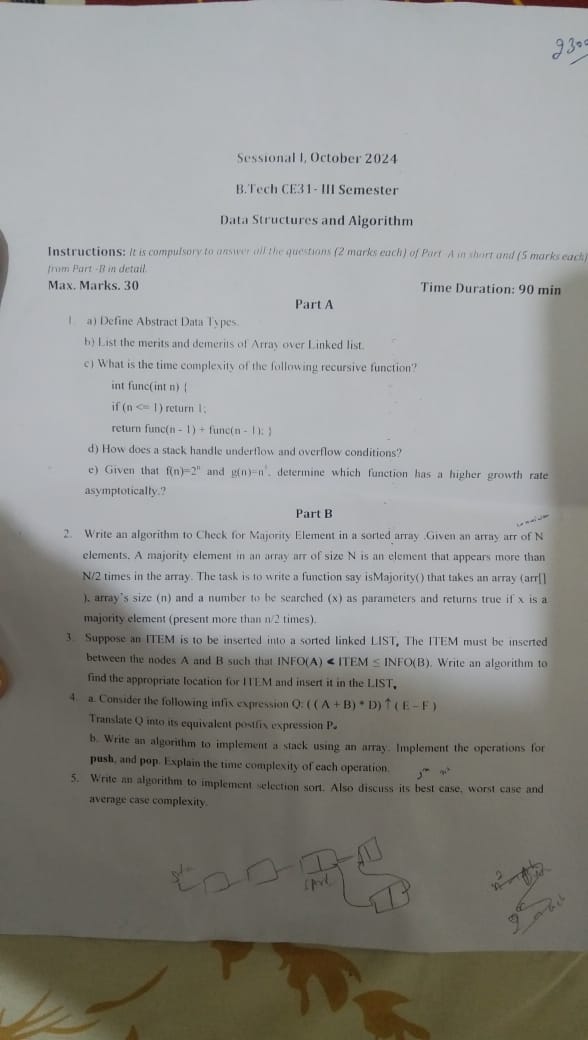 2300
Sessional I, October 2024
B.Tech CE31- III Semester
Data Structures and Algorithm
Instructions: It is compulsory to answer all the questions (2 marks each) of Part -A in short and (5 marks each)
from Part -B in detail.
Max. Marks. 30 Time Duration: 90 min
Part A
1. a) Define Abstract Data Types.
b) List the merits and demerits of Array over Linked list.
c) What is the time complexity of the following recursive function?
int func(int n) {
if (n <= 1) return 1;
return func(n - 1) + func(n - 1); }
d) How does a stack handle underflow and overflow conditions?
e) Given that f(n)=2ⁿ and g(n)=n, determine which function has a higher growth rate
asymptotically.?
Part B
2. Write an algorithm to Check for Majority Element in a sorted array .Given an array arr of N
elements, A majority element in an array arr of size N is an element that appears more than
N/2 times in the array. The task is to write a function say isMajority() that takes an array (arr[]
), array's size (n) and a number to be searched (x) as parameters and returns true if x is a
majority element (present more than n/2 times).
3. Suppose an ITEM is to be inserted into a sorted linked LIST, The ITEM must be inserted
between the nodes A and B such that INFO(A) < ITEM ≤ INFO(B). Write an algorithm to
find the appropriate location for ITEM and insert it in the LIST,
4. a. Consider the following infix expression Q: ( ( A + B) * D) ↑ ( E – F )
Translate Q into its equivalent postfix expression P.
b. Write an algorithm to implement a stack using an array. Implement the operations for
push, and pop. Explain the time complexity of each operation.
5. Write an algorithm to implement selection sort. Also discuss its best case, worst case and
average case complexity.